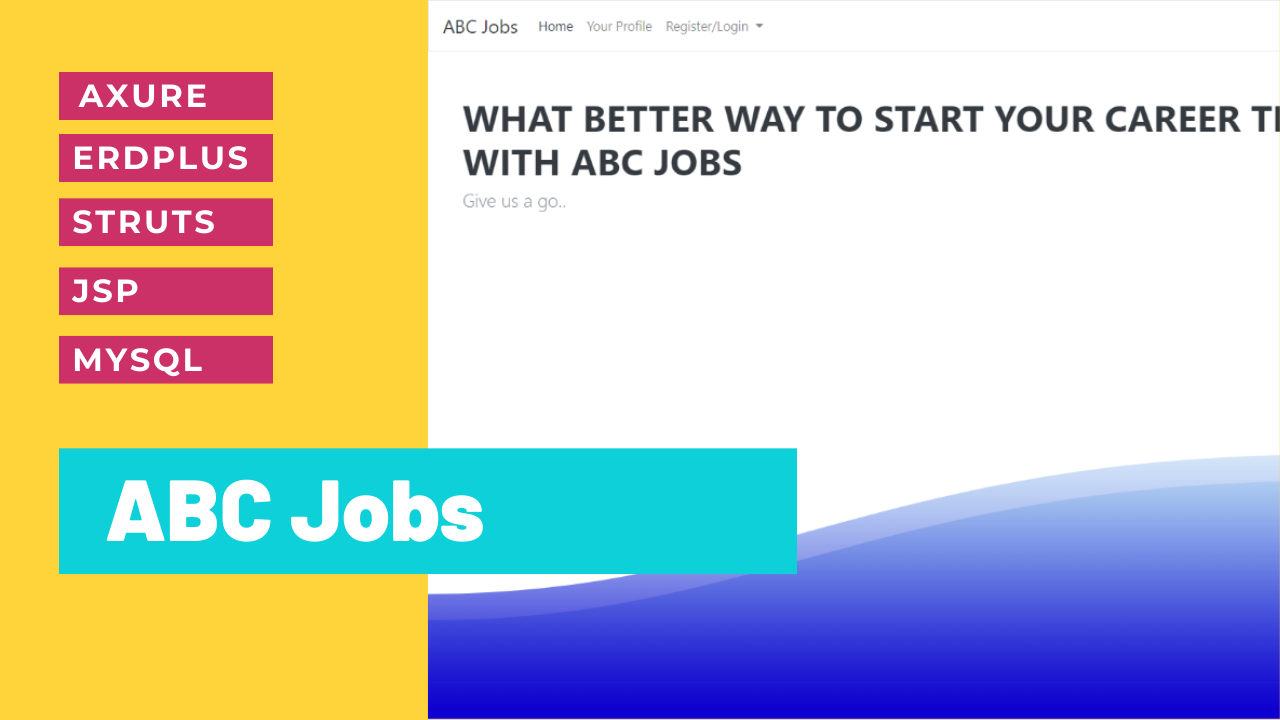 AXURE
ERDPLUS
STRUTS
JSP
MYSQL
ABC Jobs
ABC Jobs Home Your Profile Register/Login
WHAT BETTER WAY TO START YOUR CAREER
WITH ABC JOBS
Give us a go..